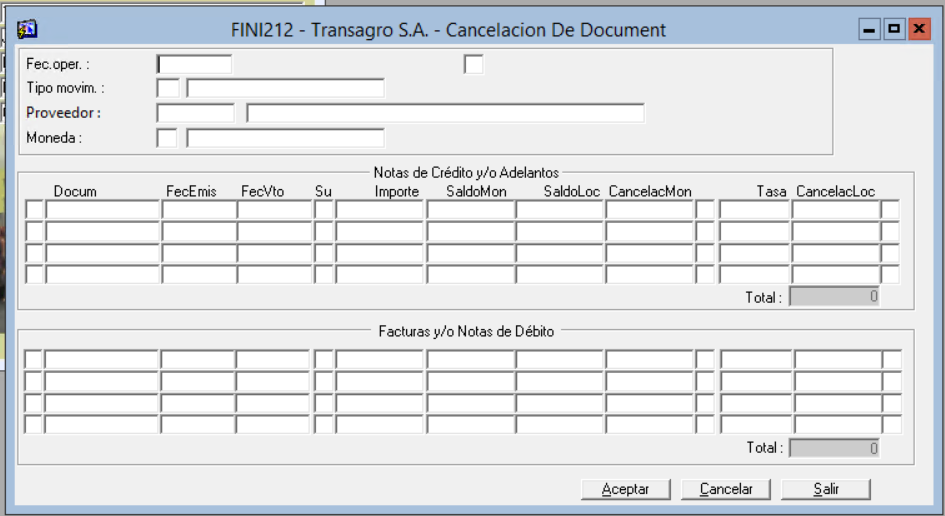 FINI212 - Transagro S.A. - Cancelacion De Document
Fec.oper. :
Tipo movim. :
Proveedor :
Moneda :
Notas de Crédito y/o Adelantos
Docum FecEmis FecVto Su Importe SaldoMon SaldoLoc CancelacMon Tasa CancelacLoc
Total : 0
Facturas y/o Notas de Débito
Total : 0
Aceptar Cancelar Salir